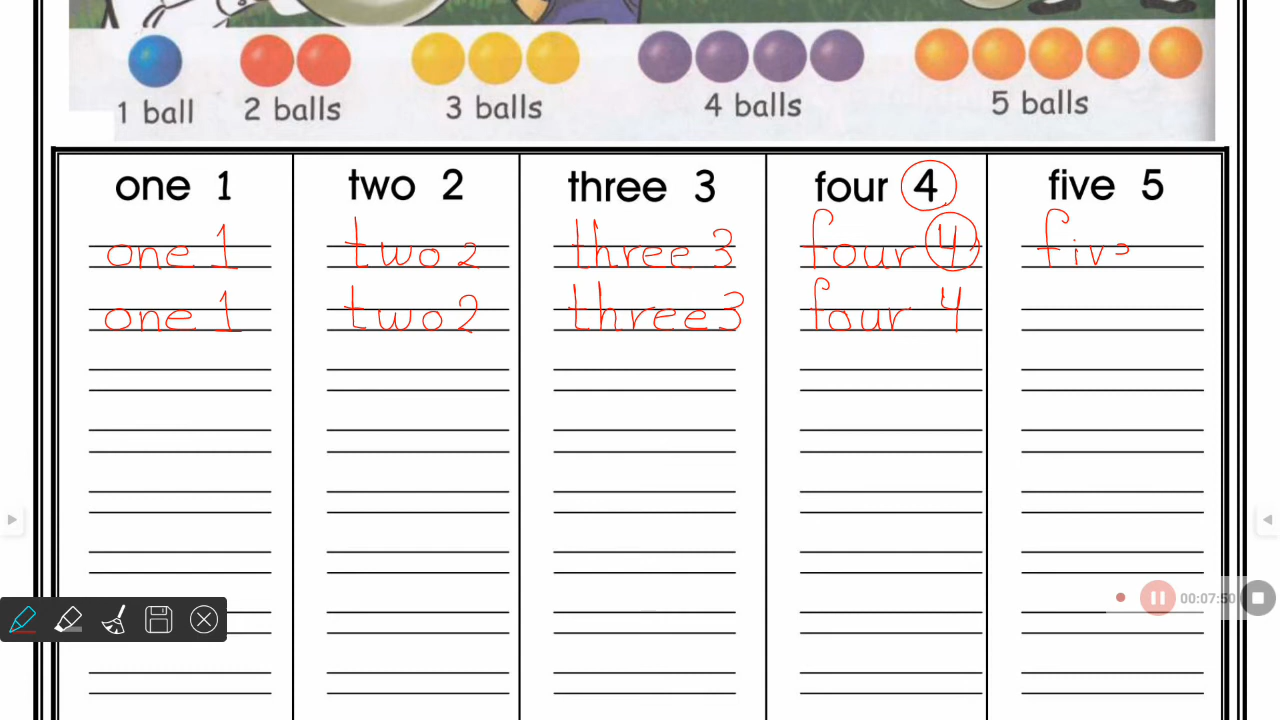 1 ball 2 balls 3 balls 4 balls 5 balls
one 1 two 2 three 3 four 4 five 5
one 1 two 2 three 3 four 4 fiv
one 1 two 2 three 3 four 4
00:07:50